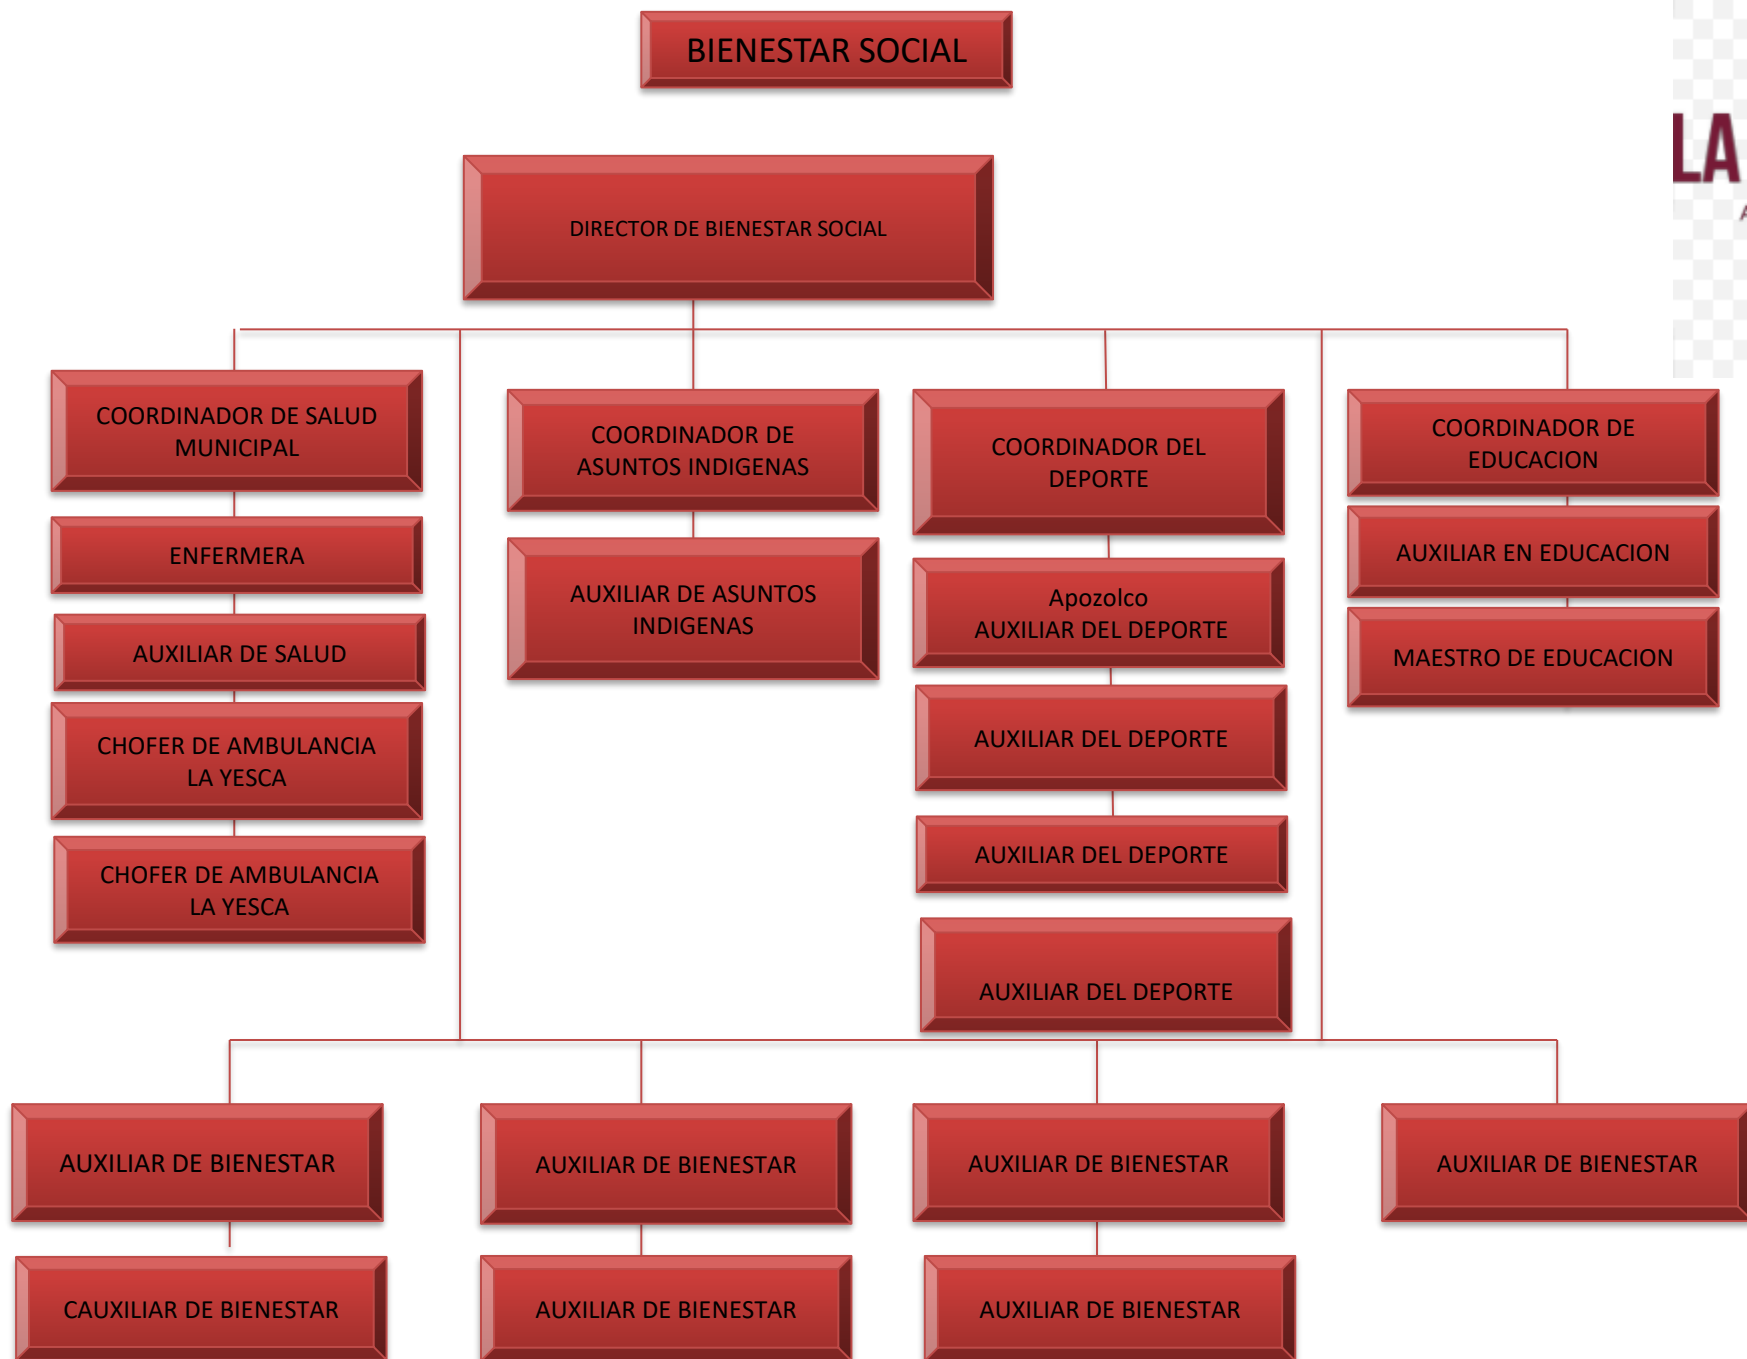 BIENESTAR SOCIAL
LA
DIRECTOR DE BIENESTAR SOCIAL
COORDINADOR DE SALUD
MUNICIPAL
ENFERMERA
AUXILIAR DE SALUD
CHOFER DE AMBULANCIA
LA YESCA
CHOFER DE AMBULANCIA
LA YESCA
COORDINADOR DE
ASUNTOS INDIGENAS
AUXILIAR DE ASUNTOS
INDIGENAS
COORDINADOR DEL
DEPORTE
Apozolco
AUXILIAR DEL DEPORTE
AUXILIAR DEL DEPORTE
AUXILIAR DEL DEPORTE
AUXILIAR DEL DEPORTE
COORDINADOR DE
EDUCACION
AUXILIAR EN EDUCACION
MAESTRO DE EDUCACION
AUXILIAR DE BIENESTAR
AUXILIAR DE BIENESTAR
AUXILIAR DE BIENESTAR
AUXILIAR DE BIENESTAR
CAUXILIAR DE BIENESTAR
AUXILIAR DE BIENESTAR
AUXILIAR DE BIENESTAR